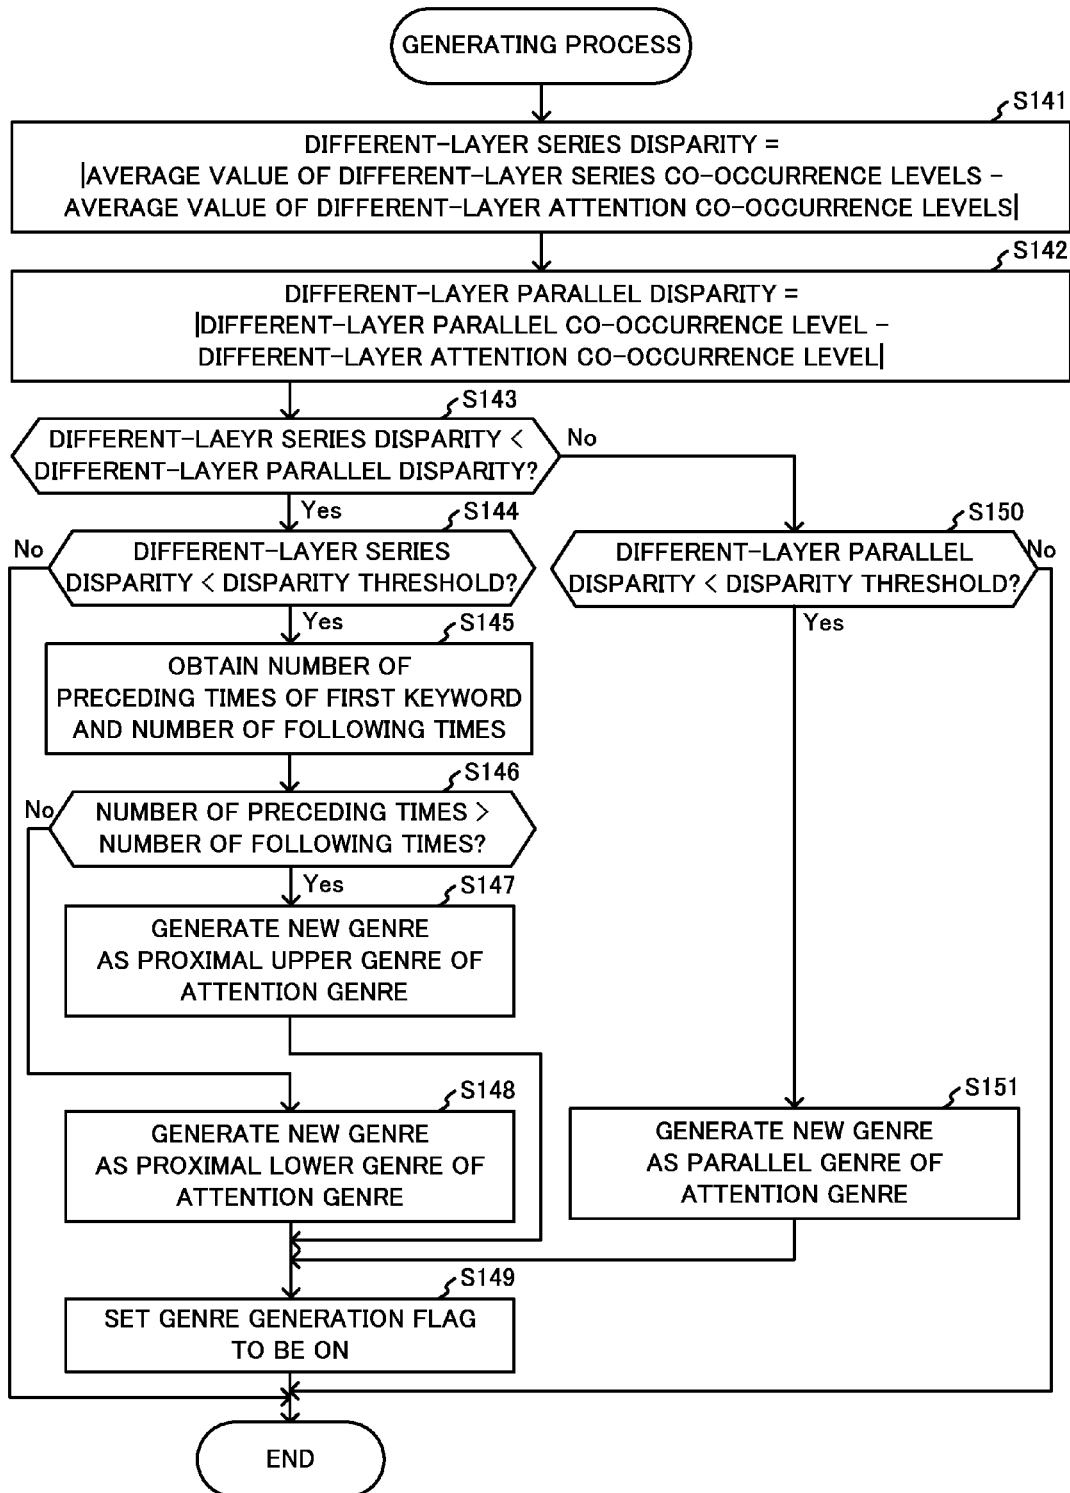 GENERATING PROCESS
S141
DIFFERENT-LAYER SERIES DISPARITY =
|AVERAGE VALUE OF DIFFERENT-LAYER SERIES CO-OCCURRENCE LEVELS -
AVERAGE VALUE OF DIFFERENT-LAYER ATTENTION CO-OCCURRENCE LEVELS|
S142
DIFFERENT-LAYER PARALLEL DISPARITY =
|DIFFERENT-LAYER PARALLEL CO-OCCURRENCE LEVEL -
DIFFERENT-LAYER ATTENTION CO-OCCURRENCE LEVEL|
S143
DIFFERENT-LAEYR SERIES DISPARITY <
DIFFERENT-LAYER PARALLEL DISPARITY?
No
Yes
S144
No
DIFFERENT-LAYER SERIES
DISPARITY < DISPARITY THRESHOLD?
Yes
S150
DIFFERENT-LAYER PARALLEL
DISPARITY < DISPARITY THRESHOLD?
No
Yes
S145
OBTAIN NUMBER OF
PRECEDING TIMES OF FIRST KEYWORD
AND NUMBER OF FOLLOWING TIMES
S146
No
NUMBER OF PRECEDING TIMES >
NUMBER OF FOLLOWING TIMES?
Yes
S147
GENERATE NEW GENRE
AS PROXIMAL UPPER GENRE OF
ATTENTION GENRE
S148
GENERATE NEW GENRE
AS PROXIMAL LOWER GENRE OF
ATTENTION GENRE
S151
GENERATE NEW GENRE
AS PARALLEL GENRE OF
ATTENTION GENRE
S149
SET GENRE GENERATION FLAG
TO BE ON
END